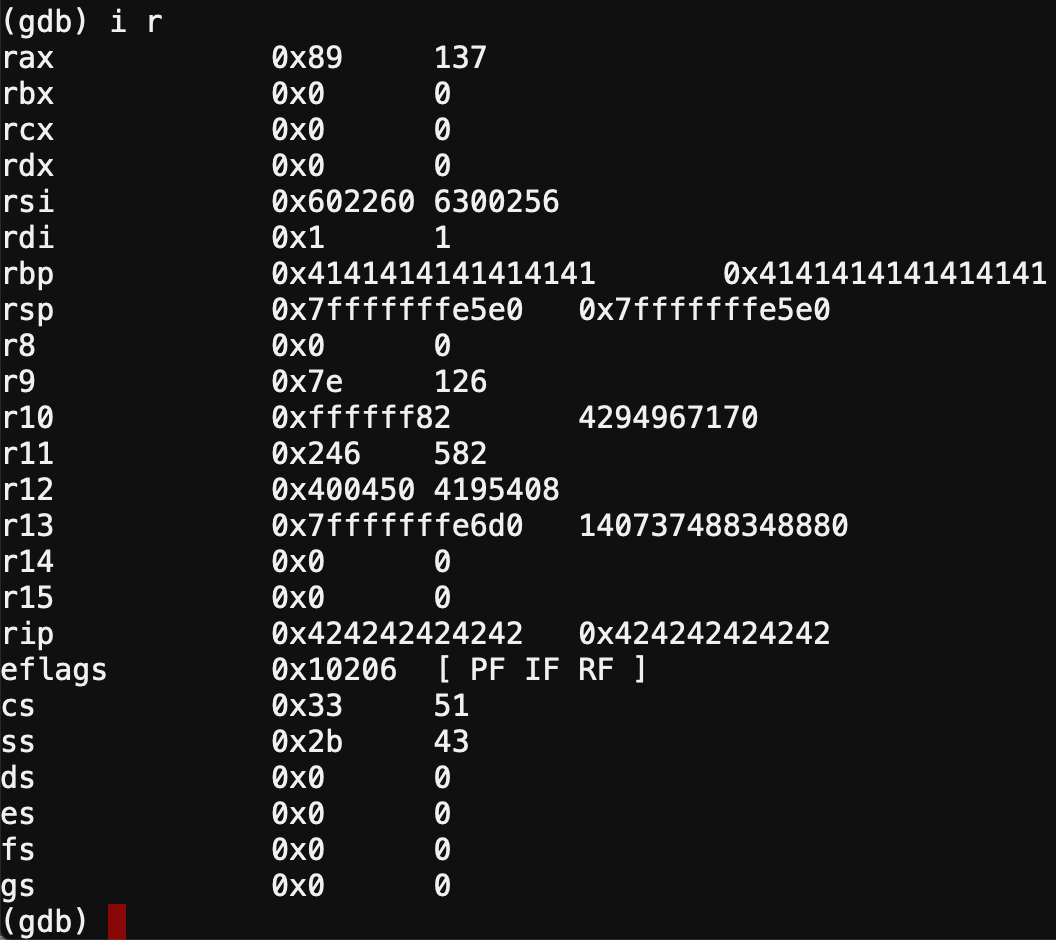 (gdb) i r
rax 0x89 137
rbx 0x0 0
rcx 0x0 0
rdx 0x0 0
rsi 0x602260 6300256
rdi 0x1 1
rbp 0x4141414141414141 0x4141414141414141
rsp 0x7fffffffe5e0 0x7fffffffe5e0
r8 0x0 0
r9 0x7e 126
r10 0xffffff82 4294967170
r11 0x246 582
r12 0x400450 4195408
r13 0x7fffffffe6d0 140737488348880
r14 0x0 0
r15 0x0 0
rip 0x424242424242 0x424242424242
eflags 0x10206 [ PF IF RF ]
cs 0x33 51
ss 0x2b 43
ds 0x0 0
es 0x0 0
fs 0x0 0
gs 0x0 0
(gdb)